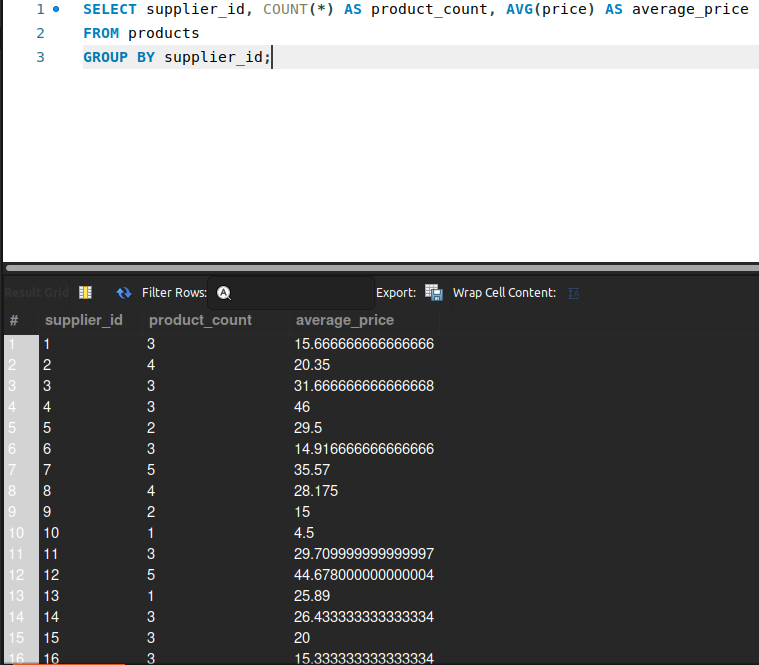 1 SELECT supplier_id, COUNT(*) AS product_count, AVG(price) AS average_price
2 FROM products
3 GROUP BY supplier_id;
Result Grid Filter Rows: Export: Wrap Cell Content: IA
# supplier_id product_count average_price
1 1 3 15.666666666666666
2 2 4 20.35
3 3 3 31.666666666666668
4 4 3 46
5 5 2 29.5
6 6 3 14.916666666666666
7 7 5 35.57
8 8 4 28.175
9 9 2 15
10 10 1 4.5
11 11 3 29.709999999999997
12 12 5 44.678000000000004
13 13 1 25.89
14 14 3 26.433333333333334
15 15 3 20
16 16 3 15.333333333333334